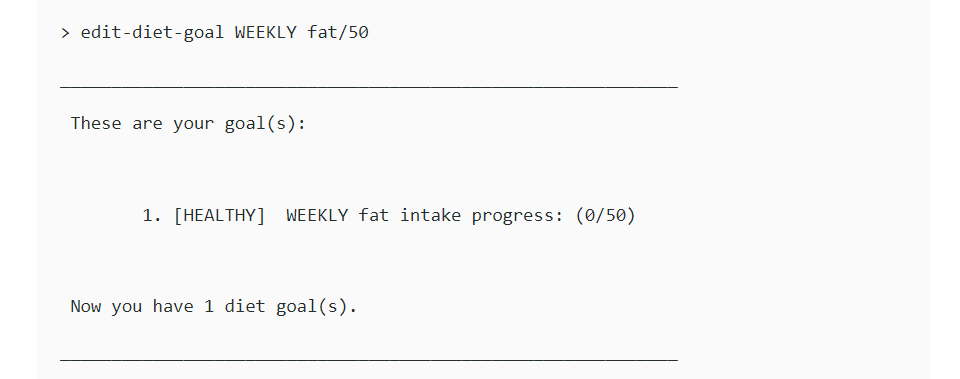 > edit-diet-goal WEEKLY fat/50
____________________________________________________________
These are your goal(s):
1. [HEALTHY]  WEEKLY fat intake progress: (0/50)
Now you have 1 diet goal(s).
____________________________________________________________